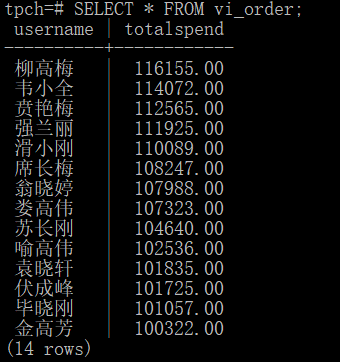 tpch=# SELECT * FROM vi_order;
username | totalspend
----------+------------
柳高梅 | 116155.00
韦小全 | 114072.00
贲艳梅 | 112565.00
强兰丽 | 111925.00
滑小刚 | 110089.00
席长梅 | 108247.00
翁晓婷 | 107988.00
娄高伟 | 107323.00
苏长刚 | 104640.00
喻高伟 | 102536.00
袁晓轩 | 101835.00
伏成峰 | 101725.00
毕晓刚 | 101057.00
金高芳 | 100322.00
(14 rows)